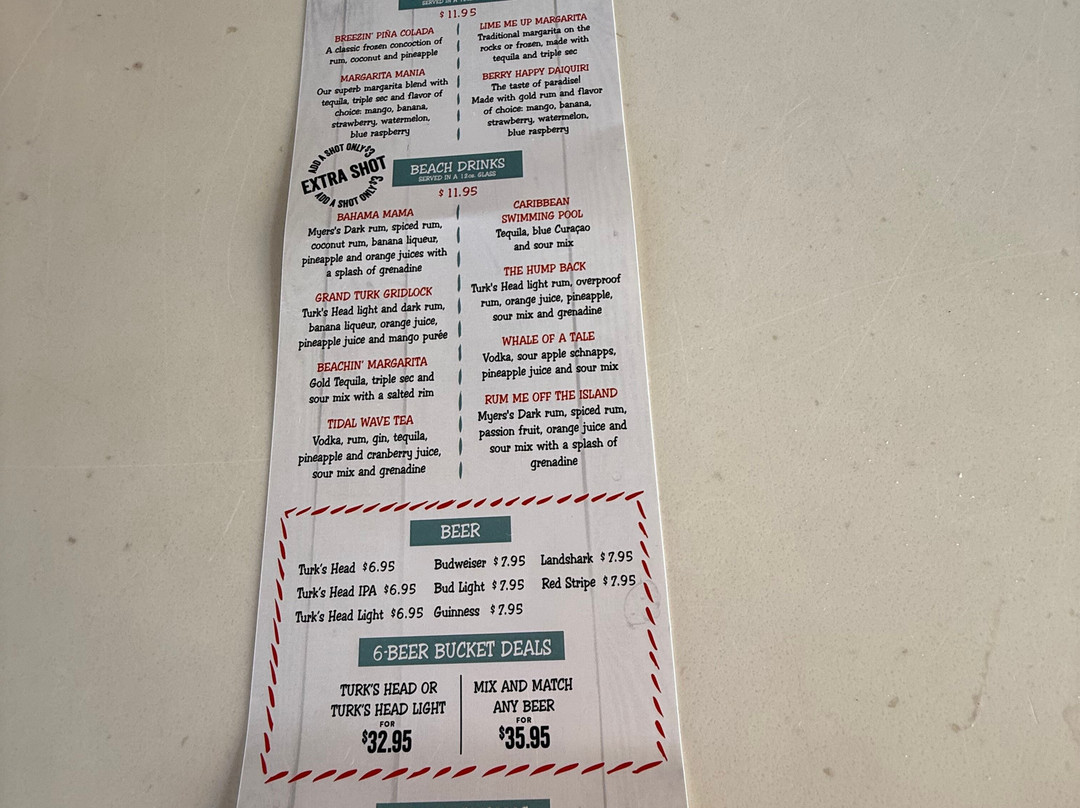 SERVED IN A
$11.95
BREEZIN' PIÑA COLADA
A classic frozen concoction of
rum, coconut and pineapple
MARGARITA MANIA
Our superb margarita blend with
tequila, triple sec and flavor of
choice: mango, banana,
strawberry, watermelon,
blue raspberry
LIME ME UP MARGARITA
Traditional margarita on the
rocks or frozen, made with
tequila and triple sec
BERRY HAPPY DAIQUIRI
The taste of paradise!
Made with gold rum and flavor
of choice: mango, banana,
strawberry, watermelon,
blue raspberry
ADD A SHOT ONLY $3
EXTRA SHOT
ADD A SHOT ONLY $3
BEACH DRINKS
SERVED IN A 12oz GLASS
$11.95
BAHAMA MAMA
Myers's Dark rum, spiced rum,
coconut rum, banana liqueur,
pineapple and orange juices with
a splash of grenadine
GRAND TURK GRIDLOCK
Turk's Head light and dark rum,
banana liqueur, orange juice,
pineapple juice and mango purée
BEACHIN' MARGARITA
Gold Tequila, triple sec and
sour mix with a salted rim
TIDAL WAVE TEA
Vodka, rum, gin, tequila,
pineapple and cranberry juice,
sour mix and grenadine
CARIBBEAN
SWIMMING POOL
Tequila, blue Curaçao
and sour mix
THE HUMP BACK
Turk's Head light rum, overproof
rum, orange juice, pineapple,
sour mix and grenadine
WHALE OF A TALE
Vodka, sour apple schnapps,
pineapple juice and sour mix
RUM ME OFF THE ISLAND
Myers's Dark rum, spiced rum,
passion fruit, orange juice and
sour mix with a splash of
grenadine
BEER
Turk's Head $6.95
Turk's Head IPA $6.95
Turk's Head Light $6.95
Budweiser $7.95
Bud Light $7.95
Guinness $7.95
Landshark $7.95
Red Stripe $7.95
6-BEER BUCKET DEALS
TURK'S HEAD OR
TURK'S HEAD LIGHT
FOR
$32.95
MIX AND MATCH
ANY BEER
FOR
$35.95